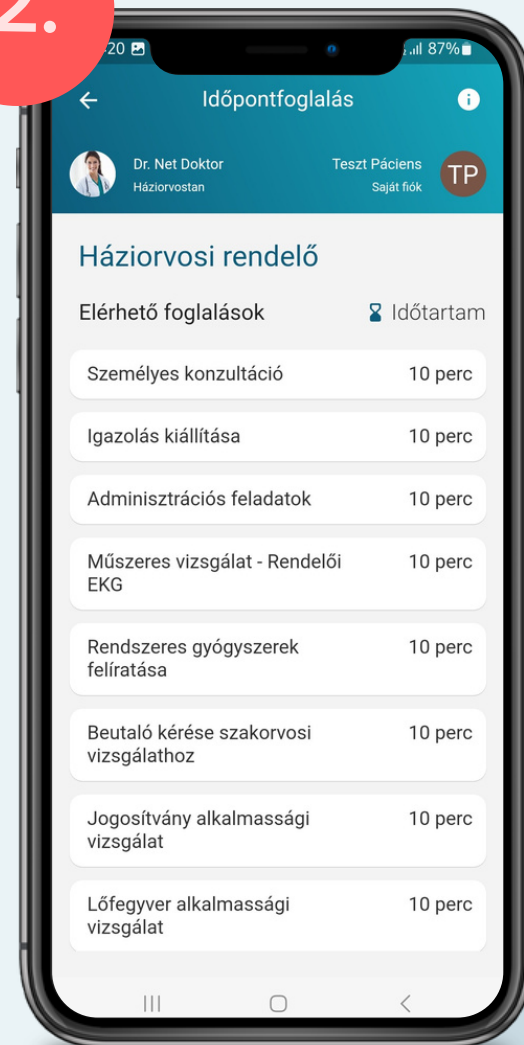 2.
20 87%
Időpontfoglalás
Dr. Net Doktor
Háziorvostan
Teszt Páciens
Saját fiók
TP
Háziorvosi rendelő
Elérhető foglalások Időtartam
Személyes konzultáció 10 perc
Igazolás kiállítása 10 perc
Adminisztrációs feladatok 10 perc
Műszeres vizsgálat - Rendelői 10 perc
EKG
Rendszeres gyógyszerek 10 perc
felíratása
Beutaló kérése szakorvosi 10 perc
vizsgálathoz
Jogosítvány alkalmassági 10 perc
vizsgálat
Lőfegyver alkalmassági 10 perc
vizsgálat